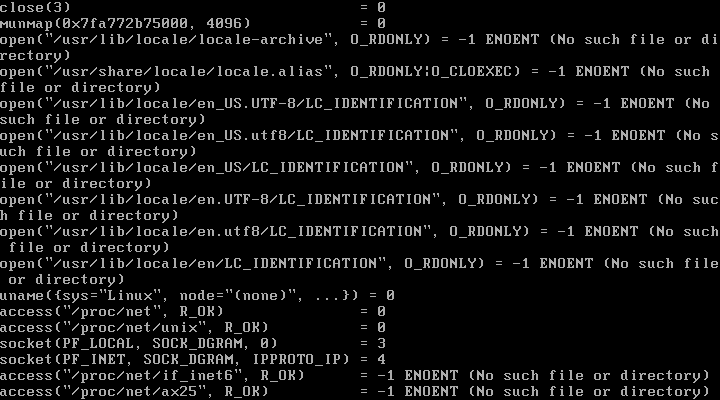 close(3)                                = 0
munmap(0x7fa772b75000, 4096)            = 0
open("/usr/lib/locale/locale-archive", O_RDONLY) = -1 ENOENT (No such file or di
rectory)
open("/usr/share/locale/locale.alias", O_RDONLY|O_CLOEXEC) = -1 ENOENT (No such
file or directory)
open("/usr/lib/locale/en_US.UTF-8/LC_IDENTIFICATION", O_RDONLY) = -1 ENOENT (No
such file or directory)
open("/usr/lib/locale/en_US.utf8/LC_IDENTIFICATION", O_RDONLY) = -1 ENOENT (No s
uch file or directory)
open("/usr/lib/locale/en_US/LC_IDENTIFICATION", O_RDONLY) = -1 ENOENT (No such f
ile or directory)
open("/usr/lib/locale/en.UTF-8/LC_IDENTIFICATION", O_RDONLY) = -1 ENOENT (No suc
h file or directory)
open("/usr/lib/locale/en.utf8/LC_IDENTIFICATION", O_RDONLY) = -1 ENOENT (No such
 file or directory)
open("/usr/lib/locale/en/LC_IDENTIFICATION", O_RDONLY) = -1 ENOENT (No such file
or directory)
uname({sys="Linux", node="(none)", ...}) = 0
access("/proc/net", R_OK)               = 0
access("/proc/net/unix", R_OK)          = 0
socket(PF_LOCAL, SOCK_DGRAM, 0)         = 3
socket(PF_INET, SOCK_DGRAM, IPPROTO_IP) = 4
access("/proc/net/if_inet6", R_OK)      = -1 ENOENT (No such file or directory)
access("/proc/net/ax25", R_OK)          = -1 ENOENT (No such file or directory)